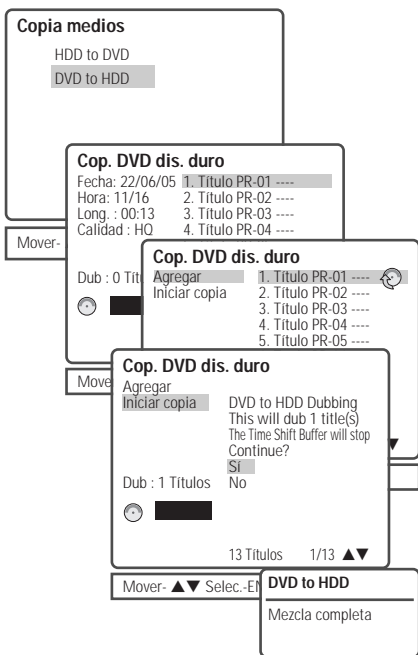 Copia medios
HDD to DVD
DVD to HDD
Mover-
Cop. DVD dis. duro
Fecha: 22/06/05 1. Título PR-01 ----
Hora: 11/16 2. Título PR-02 ----
Long. : 00:13 3. Título PR-03 ----
Calidad : HQ 4. Título PR-04 ----
Dub : 0
Cop. DVD dis. duro
Agregar 1. Título PR-01 ----
Iniciar copia 2. Título PR-02 ----
3. Título PR-03 ----
4. Título PR-04 ----
5. Título PR-05 ----
▼
Cop. DVD dis. duro
Agregar
Iniciar copia DVD to HDD Dubbing
This will dub 1 title(s)
The Time Shift Buffer will stop
Continue?
Sí
Dub : 1 Títulos No
13 Títulos 1/13 ▲▼
Mover- ▲▼ Selec.-
DVD to HDD
Mezcla completa